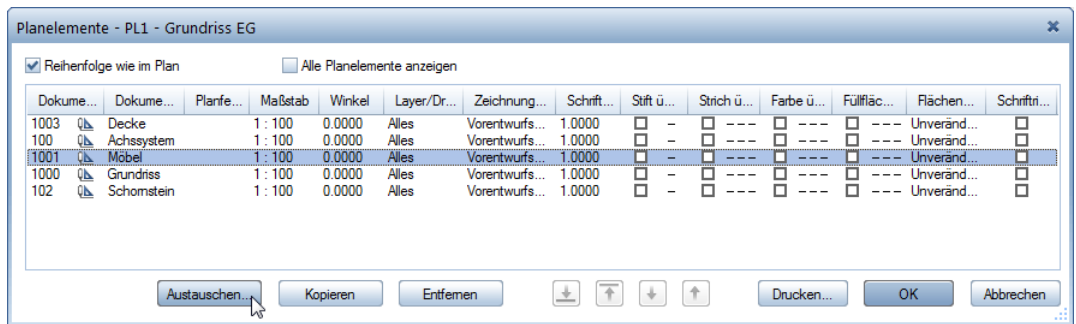 Planelemente - PL1 - Grundriss EG
Reihenfolge wie im Plan Alle Planelemente anzeigen
Dokume... Dokume... Planfe... Maßstab Winkel Layer/Dr... Zeichnung... Schrift... Stift ü... Strich ü... Farbe ü... Füllfläc... Flächen... Schriftri...
1003 Decke 1 : 100 0.0000 Alles Vorentwurfs... 1.0000 - --- --- --- Unveränd...
100 Achssystem 1 : 100 0.0000 Alles Vorentwurfs... 1.0000 - --- --- --- Unveränd...
1001 Möbel 1 : 100 0.0000 Alles Vorentwurfs... 1.0000 - --- --- --- Unveränd...
1000 Grundriss 1 : 100 0.0000 Alles Vorentwurfs... 1.0000 - --- --- --- Unveränd...
102 Schornstein 1 : 100 0.0000 Alles Vorentwurfs... 1.0000 - --- --- --- Unveränd...
Austauschen... Kopieren Entfernen Drucken... OK Abbrechen